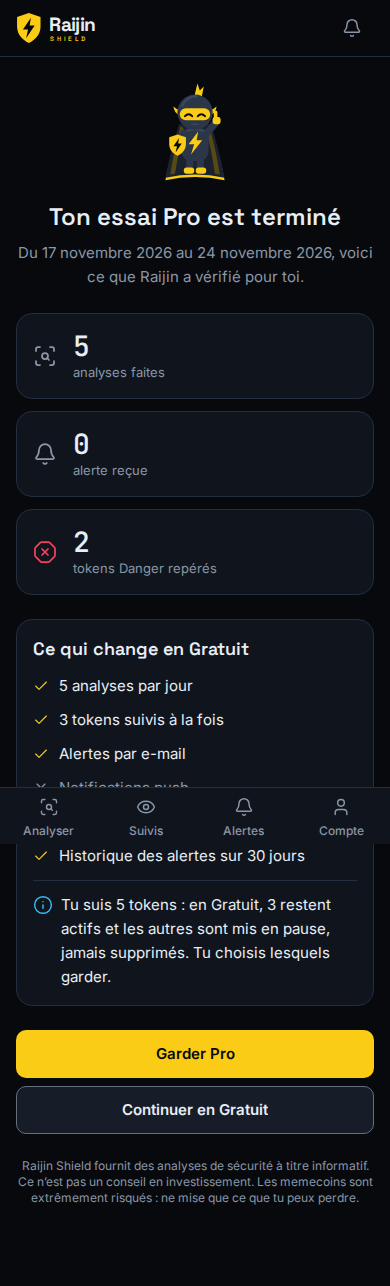 Raijin
SHIELD
Ton essai Pro est terminé
Du 17 novembre 2026 au 24 novembre 2026, voici
ce que Raijin a vérifié pour toi.
5
analyses faites
0
alerte reçue
2
tokens Danger repérés
Ce qui change en Gratuit
5 analyses par jour
3 tokens suivis à la fois
Alertes par e-mail
Notifications push
Analyser
Suivis
Alertes
Compte
Historique des alertes sur 30 jours
Tu suis 5 tokens : en Gratuit, 3 restent
actifs et les autres sont mis en pause,
jamais supprimés. Tu choisis lesquels
garder.
Garder Pro
Continuer en Gratuit
Raijin Shield fournit des analyses de sécurité à titre informatif.
Ce n’est pas un conseil en investissement. Les memecoins sont
extrêmement risqués : ne mise que ce que tu peux perdre.